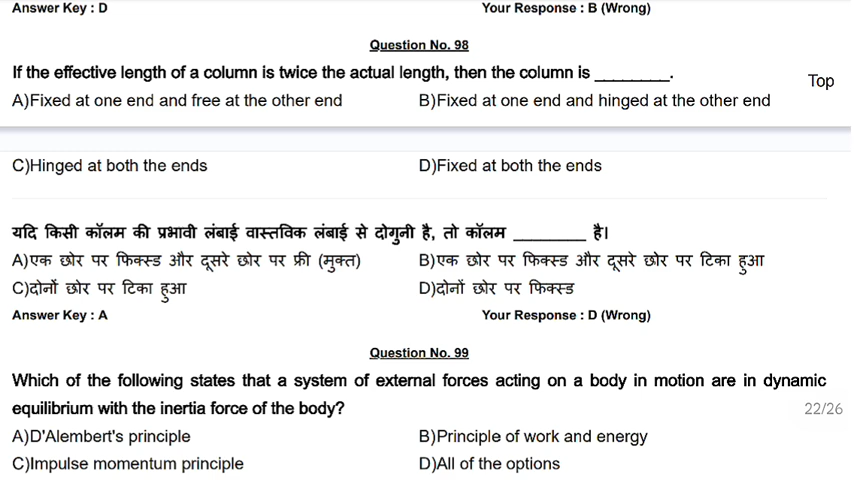 Answer Key : D Your Response : B (Wrong)
Question No. 98
If the effective length of a column is twice the actual length, then the column is ________.
Top
A)Fixed at one end and free at the other end B)Fixed at one end and hinged at the other end
C)Hinged at both the ends D)Fixed at both the ends
यदि किसी कॉलम की प्रभावी लंबाई वास्तविक लंबाई से दोगुनी है, तो कॉलम ________ है।
A)एक छोर पर फिक्स्ड और दूसरे छोर पर फ्री (मुक्त) B)एक छोर पर फिक्स्ड और दूसरे छोर पर टिका हुआ
C)दोनों छोर पर टिका हुआ D)दोनों छोर पर फिक्स्ड
Answer Key : A Your Response : D (Wrong)
Question No. 99
Which of the following states that a system of external forces acting on a body in motion are in dynamic
equilibrium with the inertia force of the body?
22/26
A)D'Alembert's principle B)Principle of work and energy
C)Impulse momentum principle D)All of the options